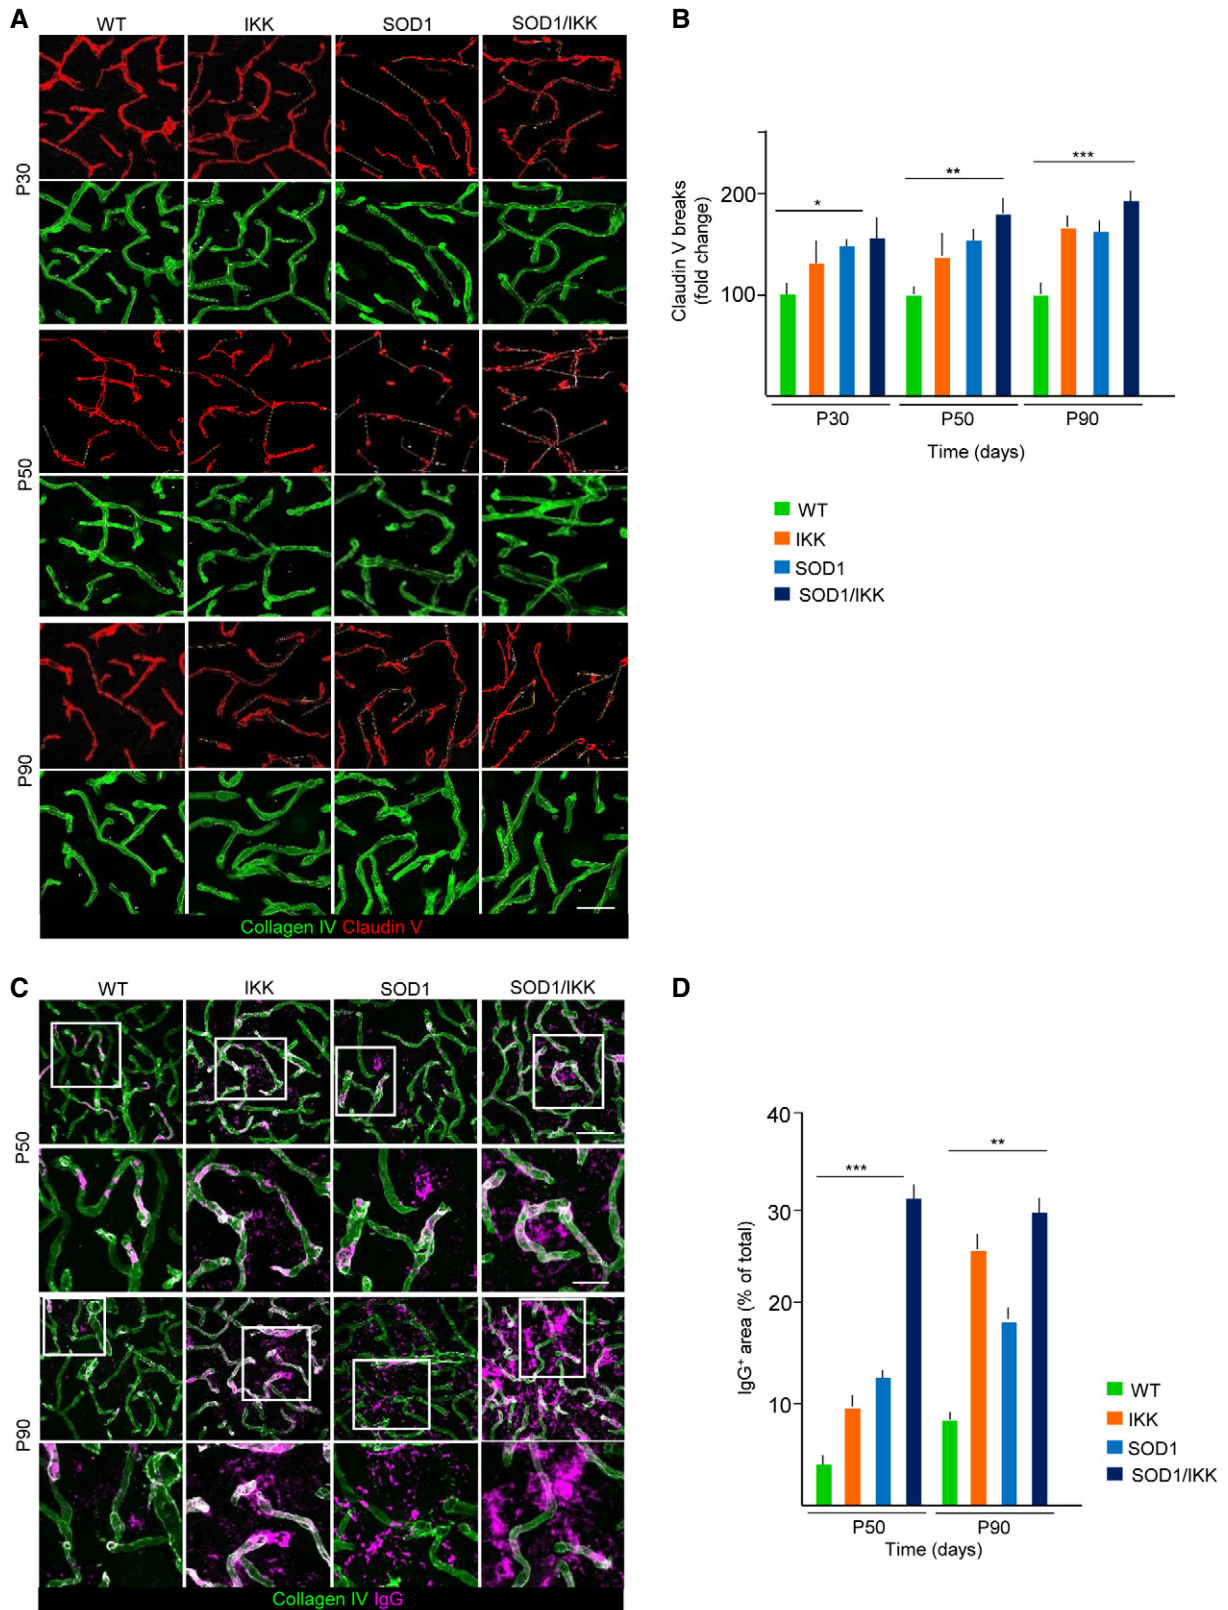 A
WT IKK SOD1 SOD1/IKK
P30
P50
P90
Collagen IV Claudin V
B
Claudin V breaks
(fold change)
200
100
* ** ***
P30 P50 P90
Time (days)
WT
IKK
SOD1
SOD1/IKK
C
WT IKK SOD1 SOD1/IKK
P50
P90
Collagen IV IgG
D
IgG+ area (% of total)
40
30
20
10
*** **
P50 P90
Time (days)
WT
IKK
SOD1
SOD1/IKK